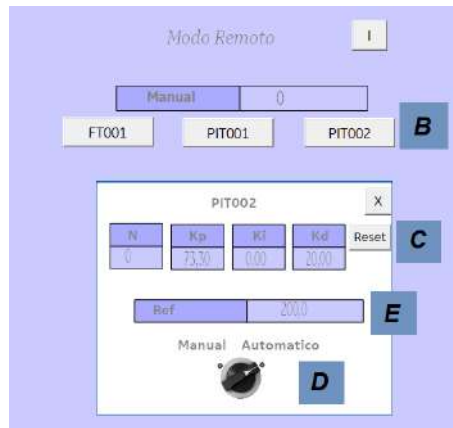 Modo Remoto I
Manual 0
FT001 PIT001 PIT002 B
PIT002 X
N Kp Ki Kd Reset C
0 73,30 0,00 20,00
Ref 200,0 E
Manual Automatico
D